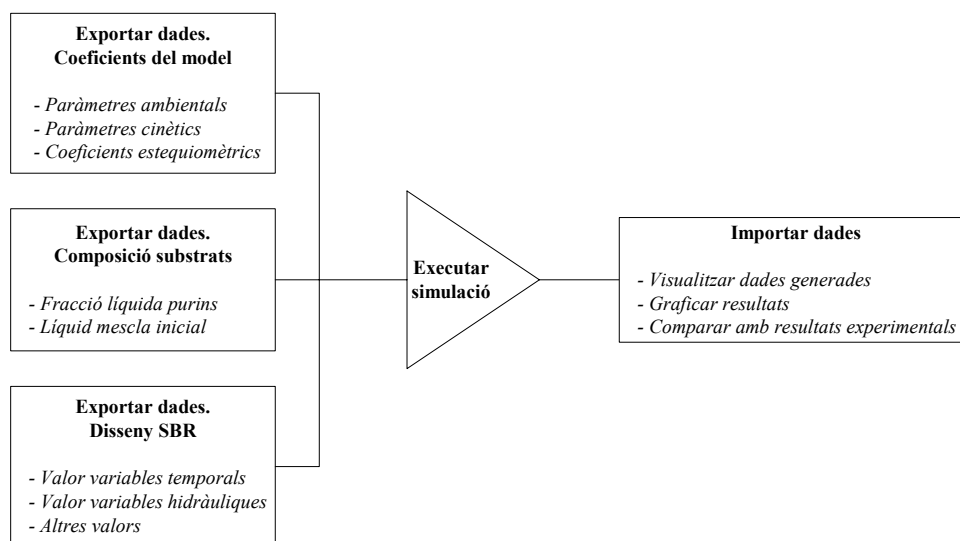 Exportar dades.
Coeficients del model
- Paràmetres ambientals
- Paràmetres cinètics
- Coeficients estequiomètrics
Exportar dades.
Composició substrats
- Fracció líquida purins
- Líquid mescla inicial
Exportar dades.
Disseny SBR
- Valor variables temporals
- Valor variables hidràuliques
- Altres valors
Executar
simulació
Importar dades
- Visualitzar dades generades
- Graficar resultats
- Comparar amb resultats experimentals